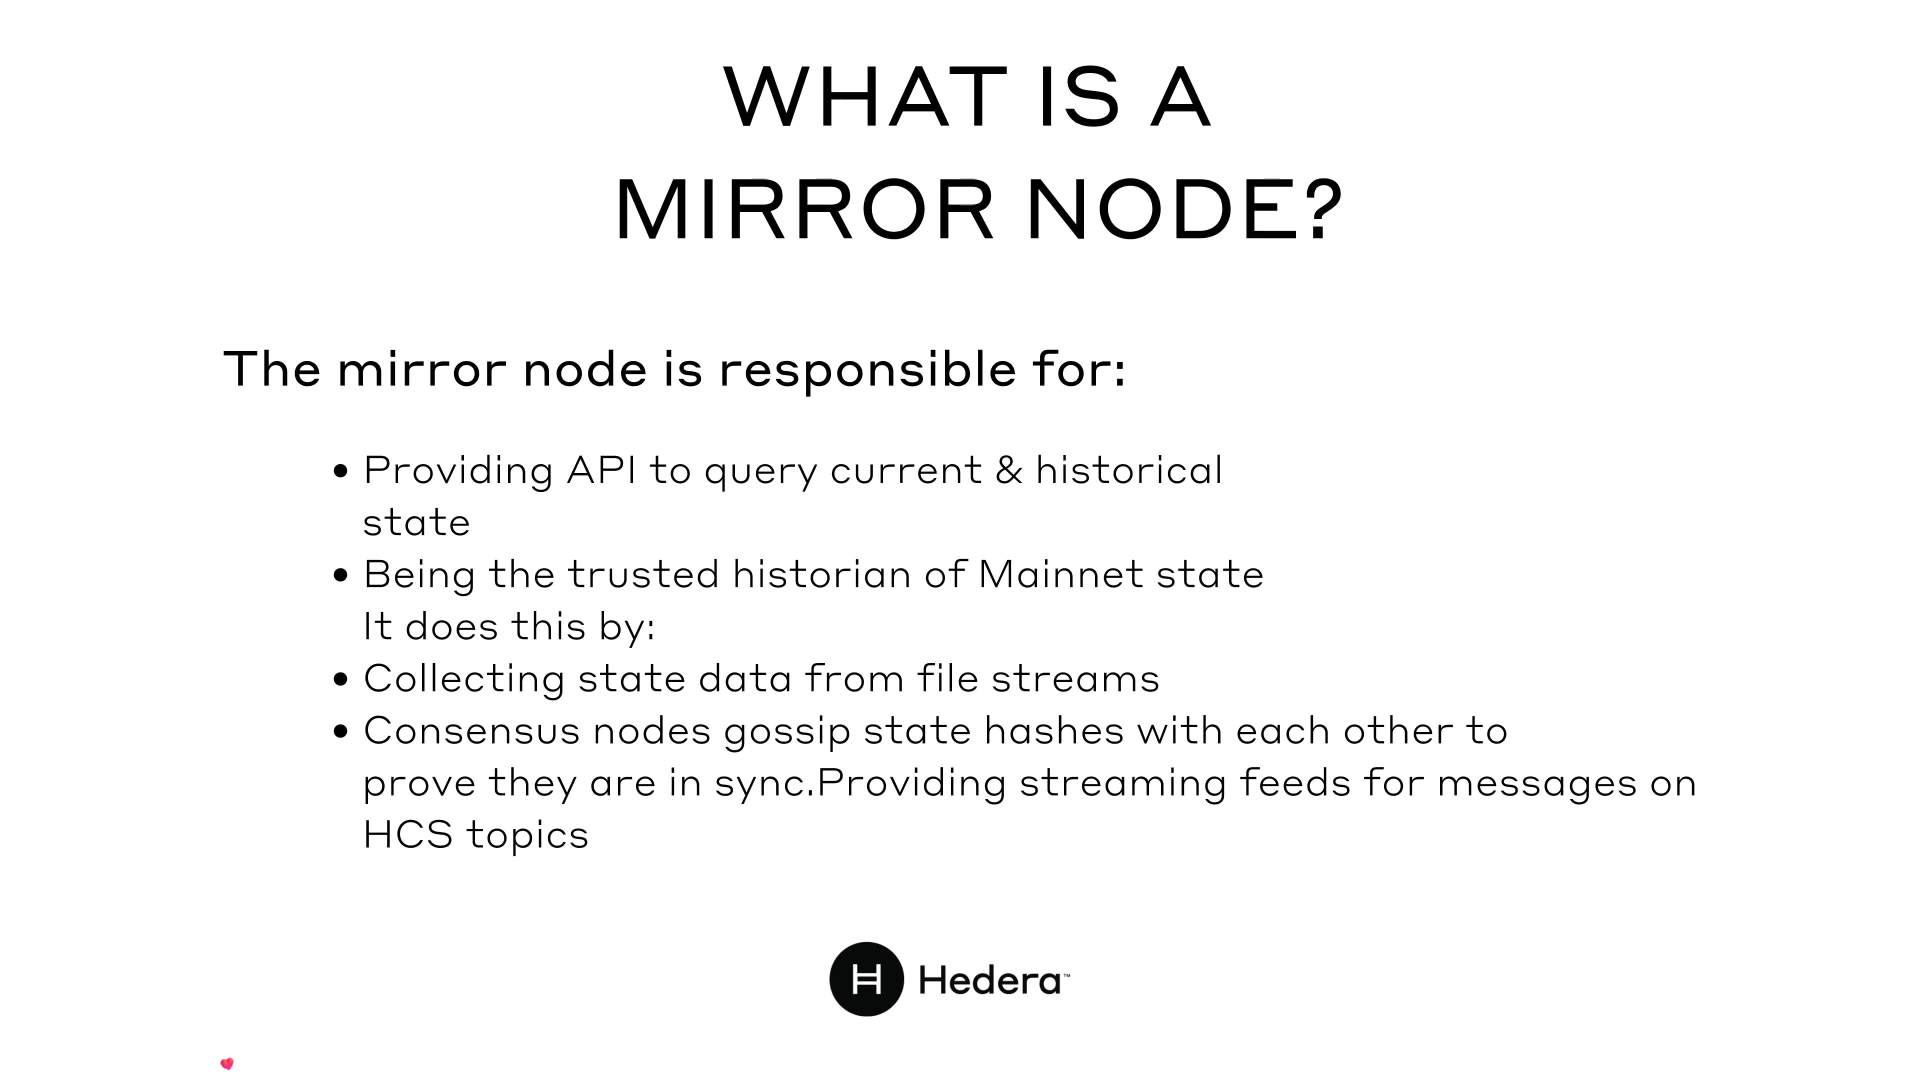 WHAT IS A
MIRROR NODE?
The mirror node is responsible for:
• Providing API to query current & historical
state
• Being the trusted historian of Mainnet state
It does this by:
• Collecting state data from file streams
• Consensus nodes gossip state hashes with each other to
prove they are in sync.Providing streaming feeds for messages on
HCS topics
H Hedera™